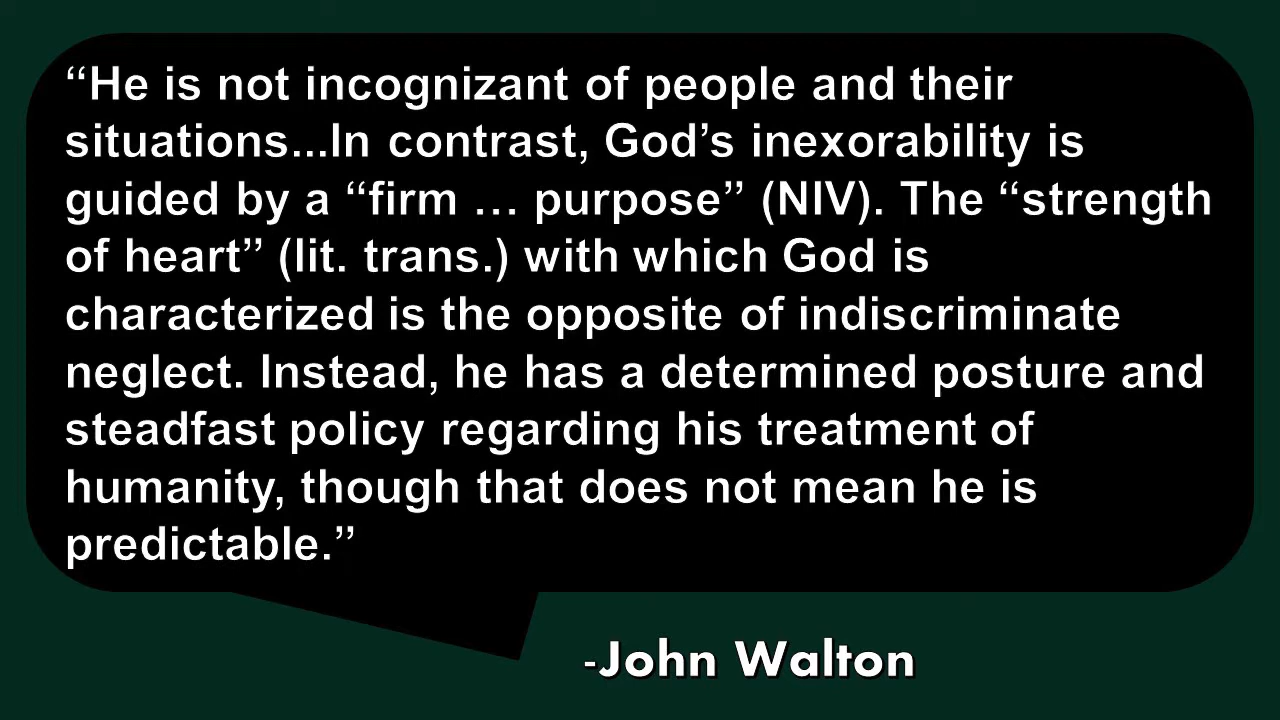 “He is not incognizant of people and their
situations...In contrast, God’s inexorability is
guided by a “firm … purpose” (NIV). The “strength
of heart” (lit. trans.) with which God is
characterized is the opposite of indiscriminate
neglect. Instead, he has a determined posture and
steadfast policy regarding his treatment of
humanity, though that does not mean he is
predictable.”
-John Walton